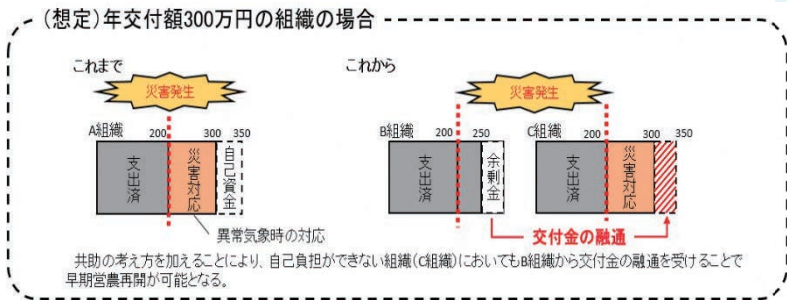 (想定)年交付額300万円の組織の場合
これまで
災害発生
A組織
200
300
350
支出済
災害対応
自己資金
異常気象時の対応
これから
災害発生
B組織
200
250
支出済
余剰金
C組織
200
300
350
支出済
災害対応
交付金の融通
共助の考え方を加えることにより、自己負担ができない組織(C組織)においてもB組織から交付金の融通を受けることで
早期営農再開が可能となる。